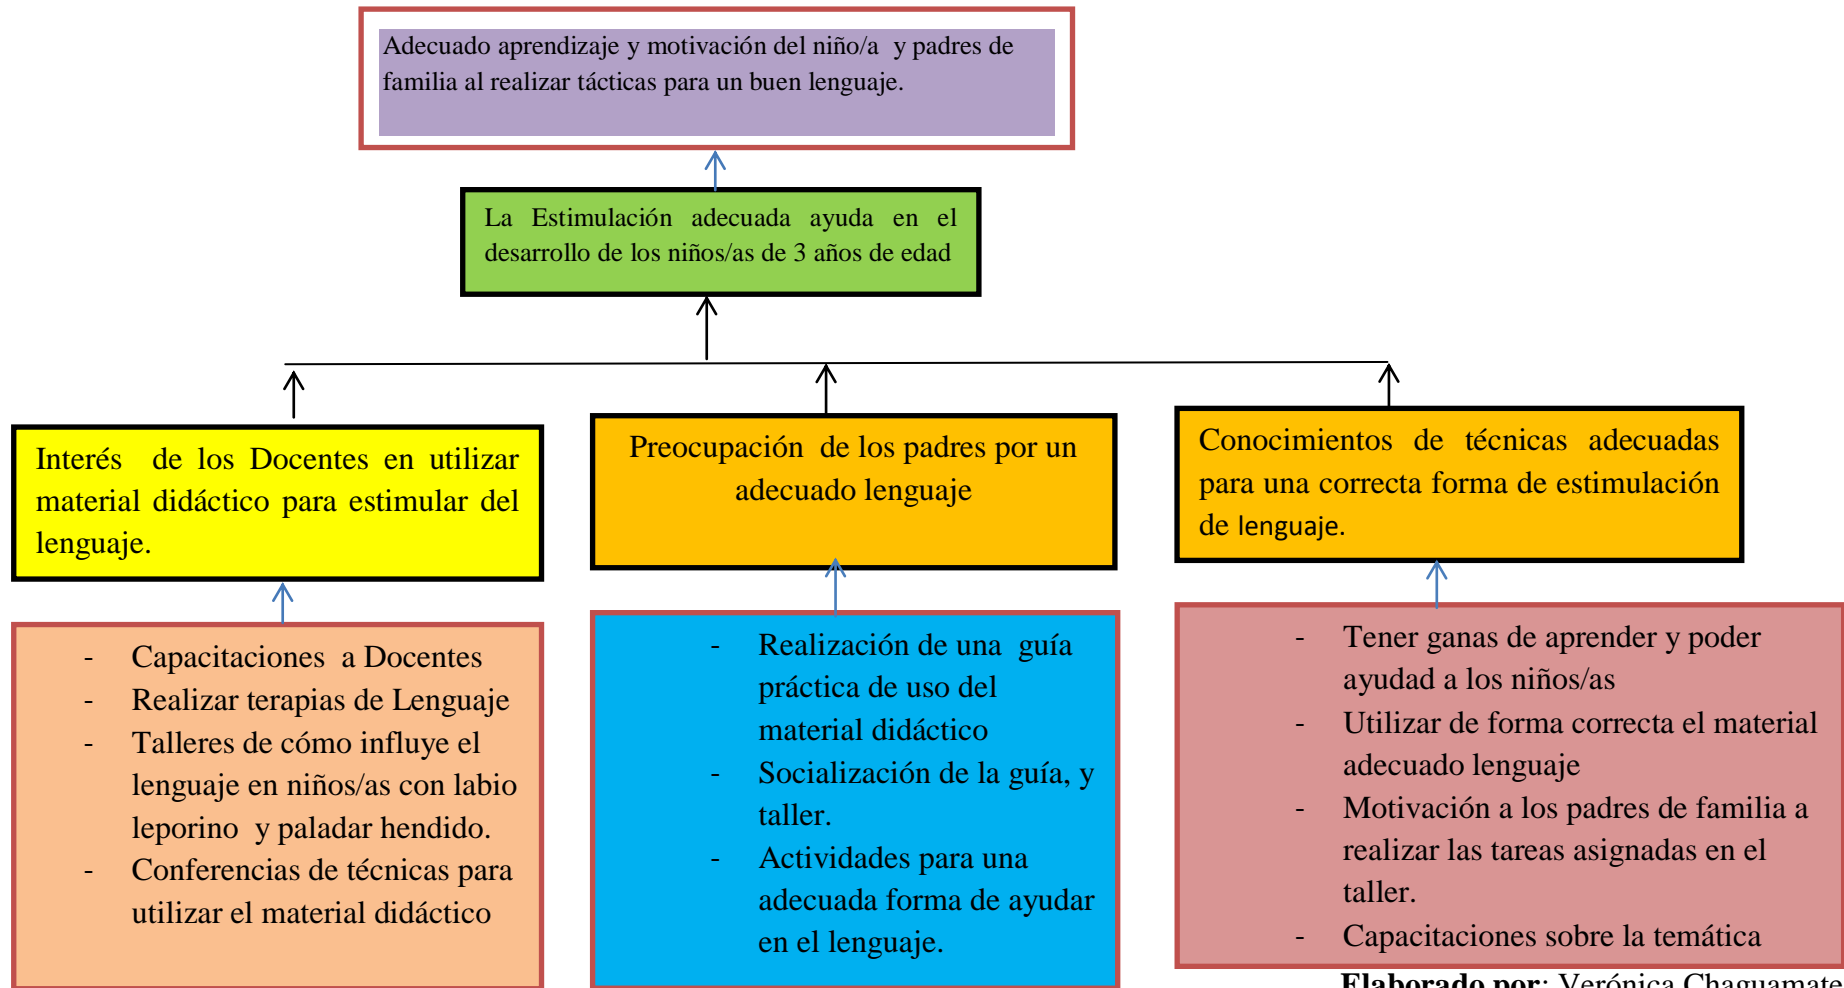 Adecuado aprendizaje y motivación del niño/a y padres de
familia al realizar tácticas para un buen lenguaje.
La Estimulación adecuada ayuda en el
desarrollo de los niños/as de 3 años de edad
Interés de los Docentes en utilizar
material didáctico para estimular del
lenguaje.
Preocupación de los padres por un
adecuado lenguaje
Conocimientos de técnicas adecuadas
para una correcta forma de estimulación
de lenguaje.
- Capacitaciones a Docentes
- Realizar terapias de Lenguaje
- Talleres de cómo influye el
lenguaje en niños/as con labio
leporino y paladar hendido.
- Conferencias de técnicas para
utilizar el material didáctico
- Realización de una guía
práctica de uso del
material didáctico
- Socialización de la guía, y
taller.
- Actividades para una
adecuada forma de ayudar
en el lenguaje.
- Tener ganas de aprender y poder
ayudad a los niños/as
- Utilizar de forma correcta el material
adecuado lenguaje
- Motivación a los padres de familia a
realizar las tareas asignadas en el
taller.
- Capacitaciones sobre la temática
Elaborado por: Verónica Chaguamate